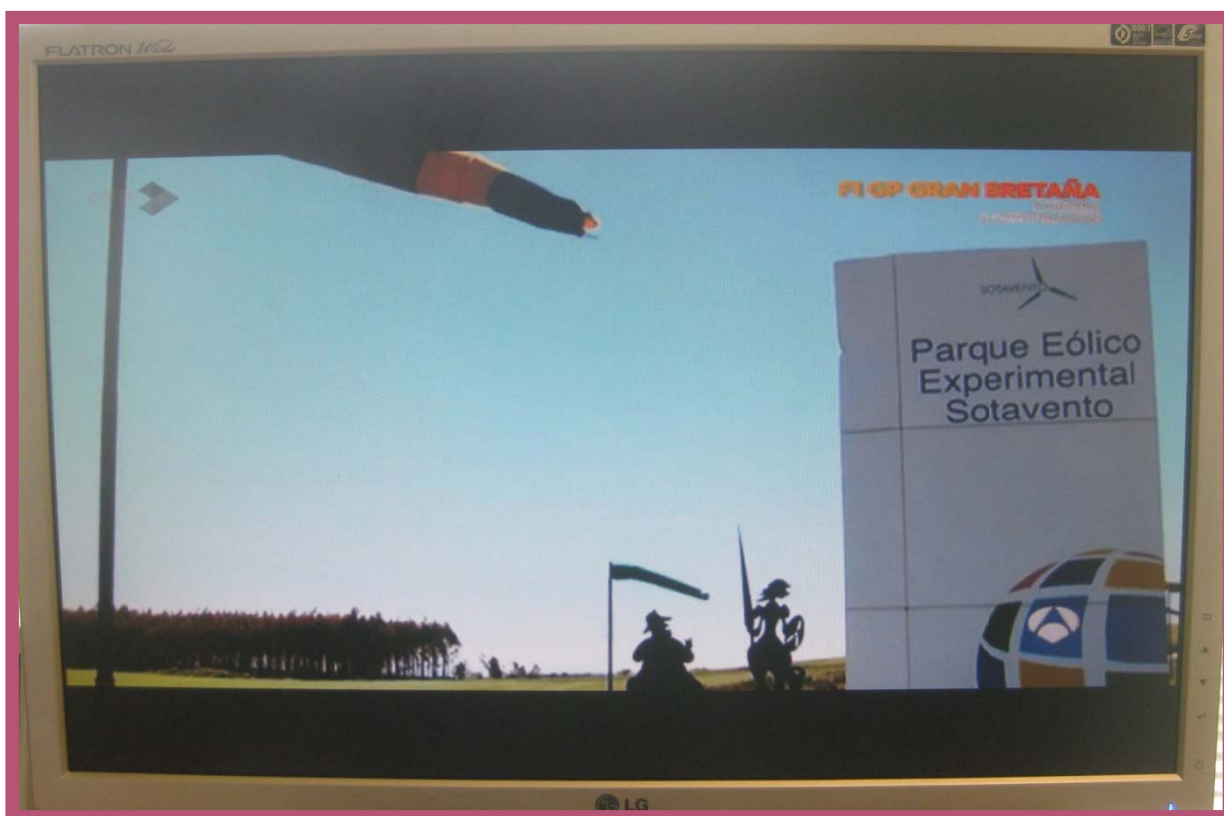 FLATRON Wide
F1 GP GRAN BRETAÑA
SOTAVENTO
Parque Eólico
Experimental
Sotavento
LG